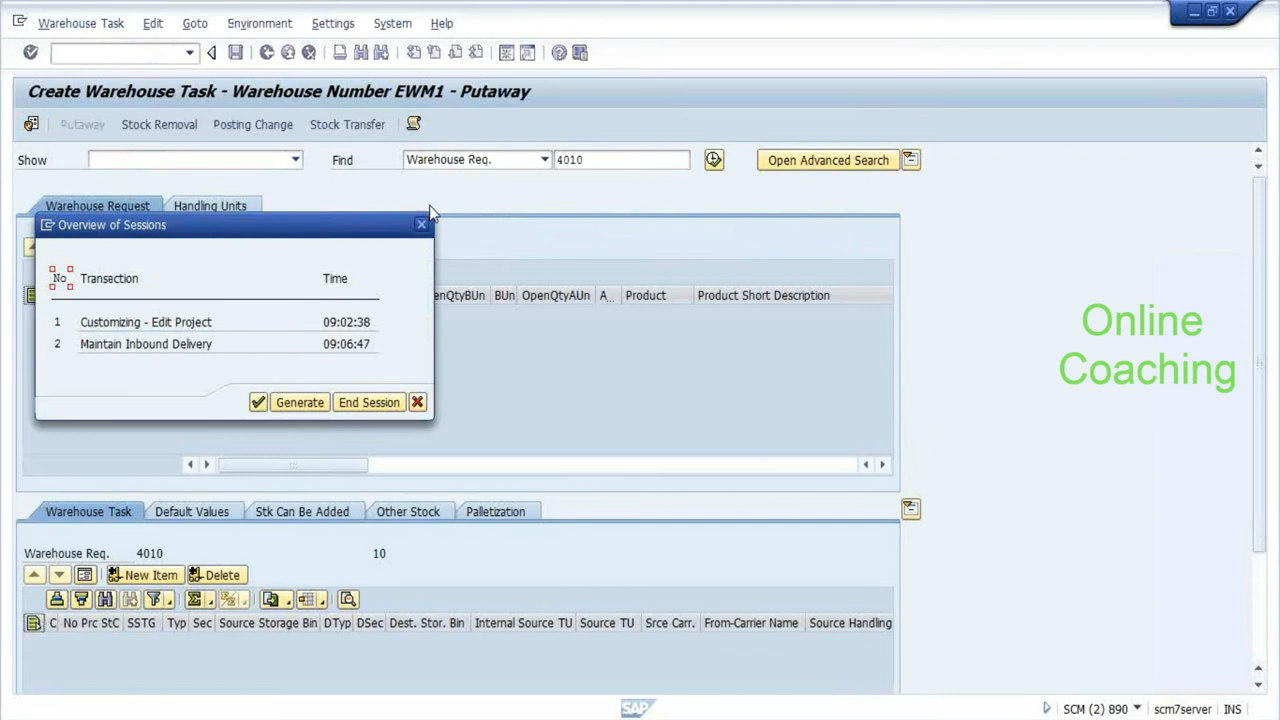 Warehouse Task Edit Goto Environment Settings System Help
Create Warehouse Task - Warehouse Number EWM1 - Putaway
Putaway Stock Removal Posting Change Stock Transfer
Show Find Warehouse Req. 4010 Open Advanced Search
Warehouse Request Handling Units
Overview of Sessions
No Transaction Time
enQtyBUn BUn OpenQtyAUn A... Product Product Short Description
1 Customizing - Edit Project 09:02:38
2 Maintain Inbound Delivery 09:06:47
Generate End Session
Online
Coaching
Warehouse Task Default Values Stk Can Be Added Other Stock Palletization
Warehouse Req. 4010 10
New Item Delete
C No Prc StC SSTG Typ Sec Source Storage Bin DTyp DSec Dest. Stor. Bin Internal Source TU Source TU Srce Carr. From-Carrier Name Source Handling
SAP SCM (2) 890 scm7server INS